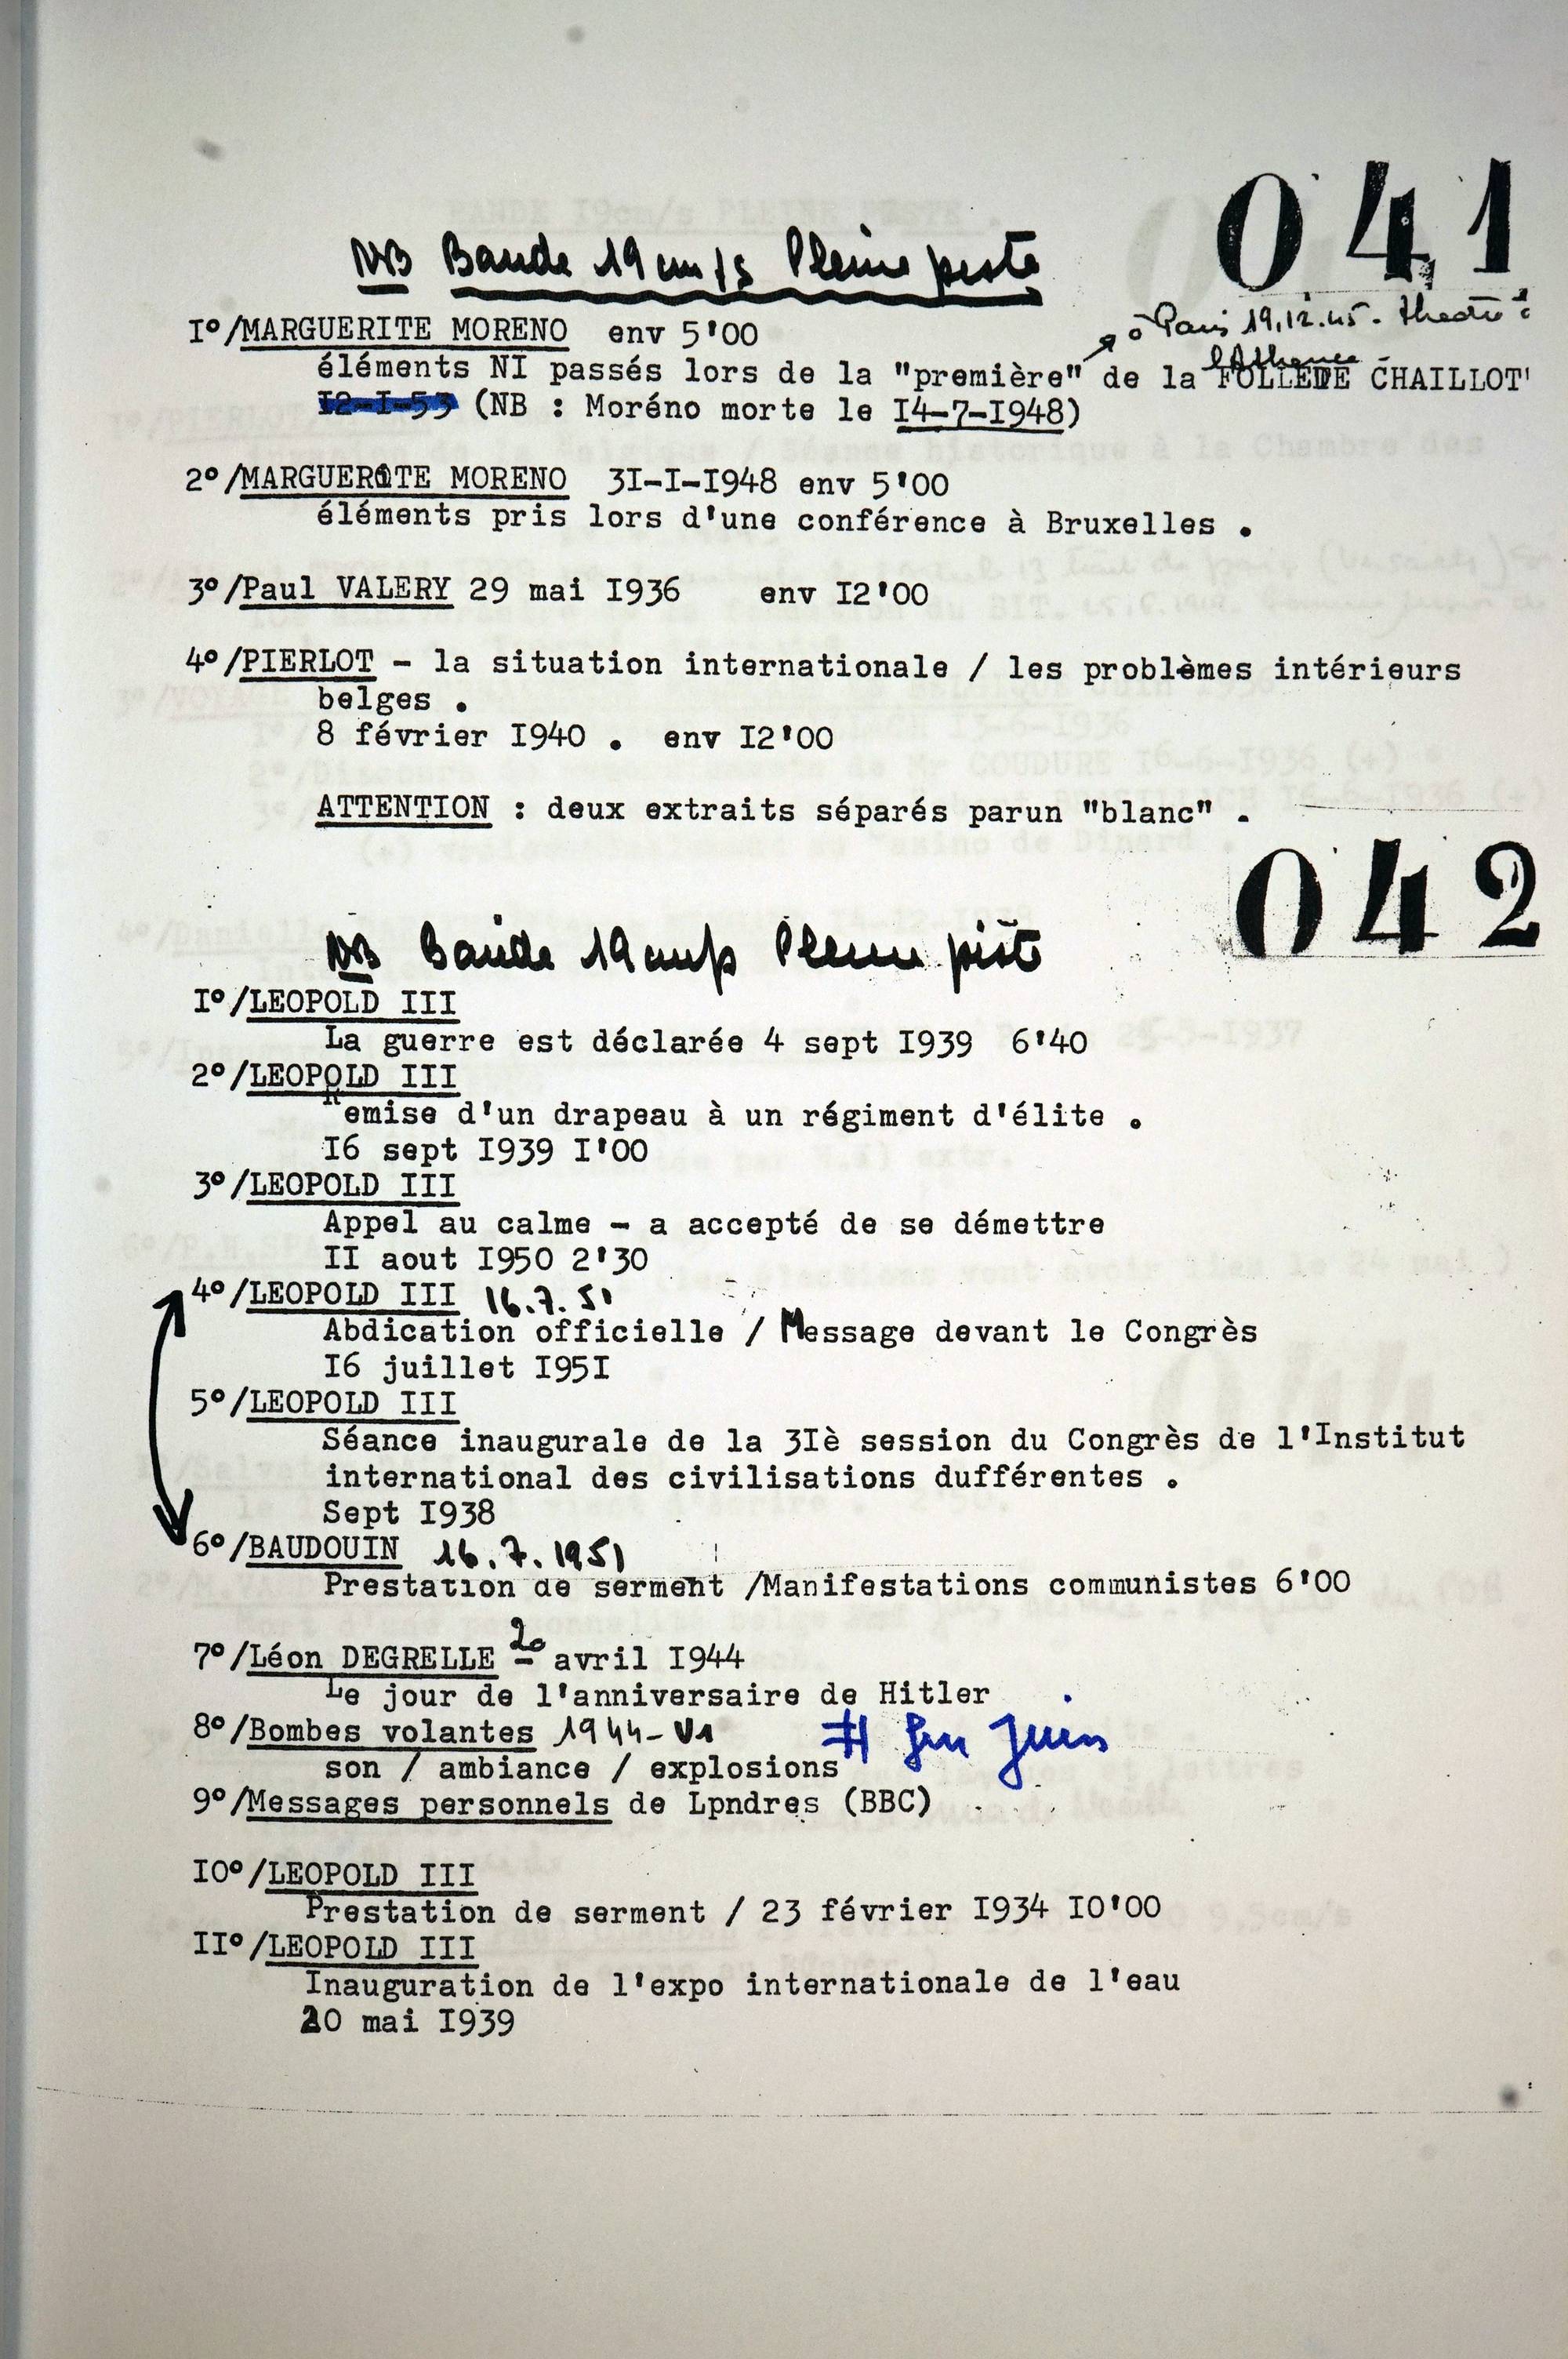 041
NB Bande 19 cm/s Pleine piste
à Paris 19.12.45. théatre de
l'Athenee
I°/MARGUERITE MORENO env 5'00
éléments NI passés lors de la "première" de la FOLLE DE CHAILLOT'
I2-I-53 (NB : Moréno morte le I4-7-I948)
2°/MARGUERITE MORENO 3I-I-I948 env 5'00
éléments pris lors d'une conférence à Bruxelles .
3°/Paul VALERY 29 mai I936 env I2'00
4°/PIERLOT - la situation internationale / les problèmes intérieurs
belges .
8 février I940 . env I2'00
ATTENTION : deux extraits séparés parun "blanc" .
042
NB Bande 19 cm/s Pleine piste
I°/LEOPOLD III
La guerre est déclarée 4 sept I939 6'40
2°/LEOPOLD III
Remise d'un drapeau à un régiment d'élite .
I6 sept I939 I'00
3°/LEOPOLD III
Appel au calme - a accepté de se démettre
II aout I950 2'30
4°/LEOPOLD III 16.7.51
Abdication officielle / Message devant le Congrès
I6 juillet I95I
5°/LEOPOLD III
Séance inaugurale de la 3Iè session du Congrès de l'Institut
international des civilisations dufférentes .
Sept I938
6°/BAUDOUIN 16.7.1951
Prestation de serment /Manifestations communistes 6'00
7°/Léon DEGRELLE 20 avril I944
Le jour de l'anniversaire de Hitler
8°/Bombes volantes 1944-V1 # Juin
son / ambiance / explosions
9°/Messages personnels de Lpndres (BBC)
I0°/LEOPOLD III
Prestation de serment / 23 février I934 I0'00
II°/LEOPOLD III
Inauguration de l'expo internationale de l'eau
20 mai I939